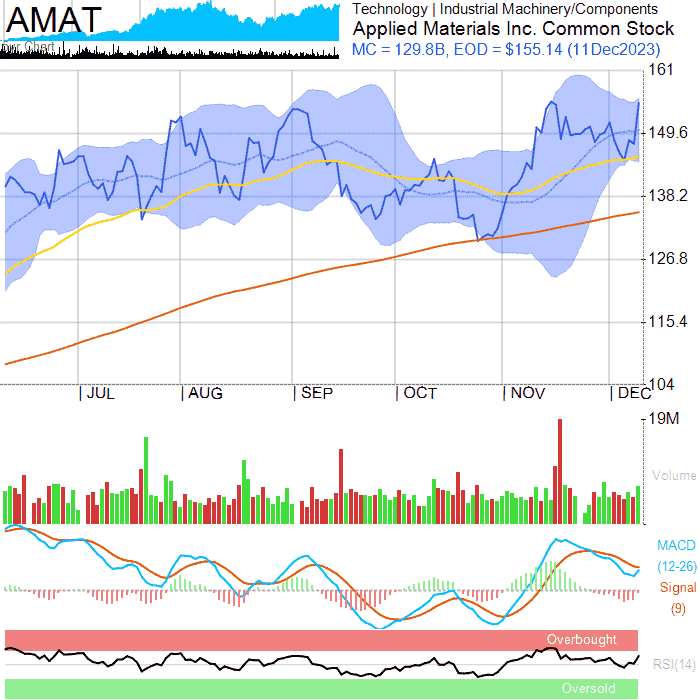 AMAT
Technology | Industrial Machinery/Components
Applied Materials Inc. Common Stock
MC = 129.8B, EOD = $155.14 (11Dec2023)
Chart
161
149.6
138.2
126.8
115.4
104
| JUL | AUG | SEP | OCT | NOV | DEC
19M
Volume
MACD
(12-26)
Signal
(9)
Overbought
RSI(14)
Oversold